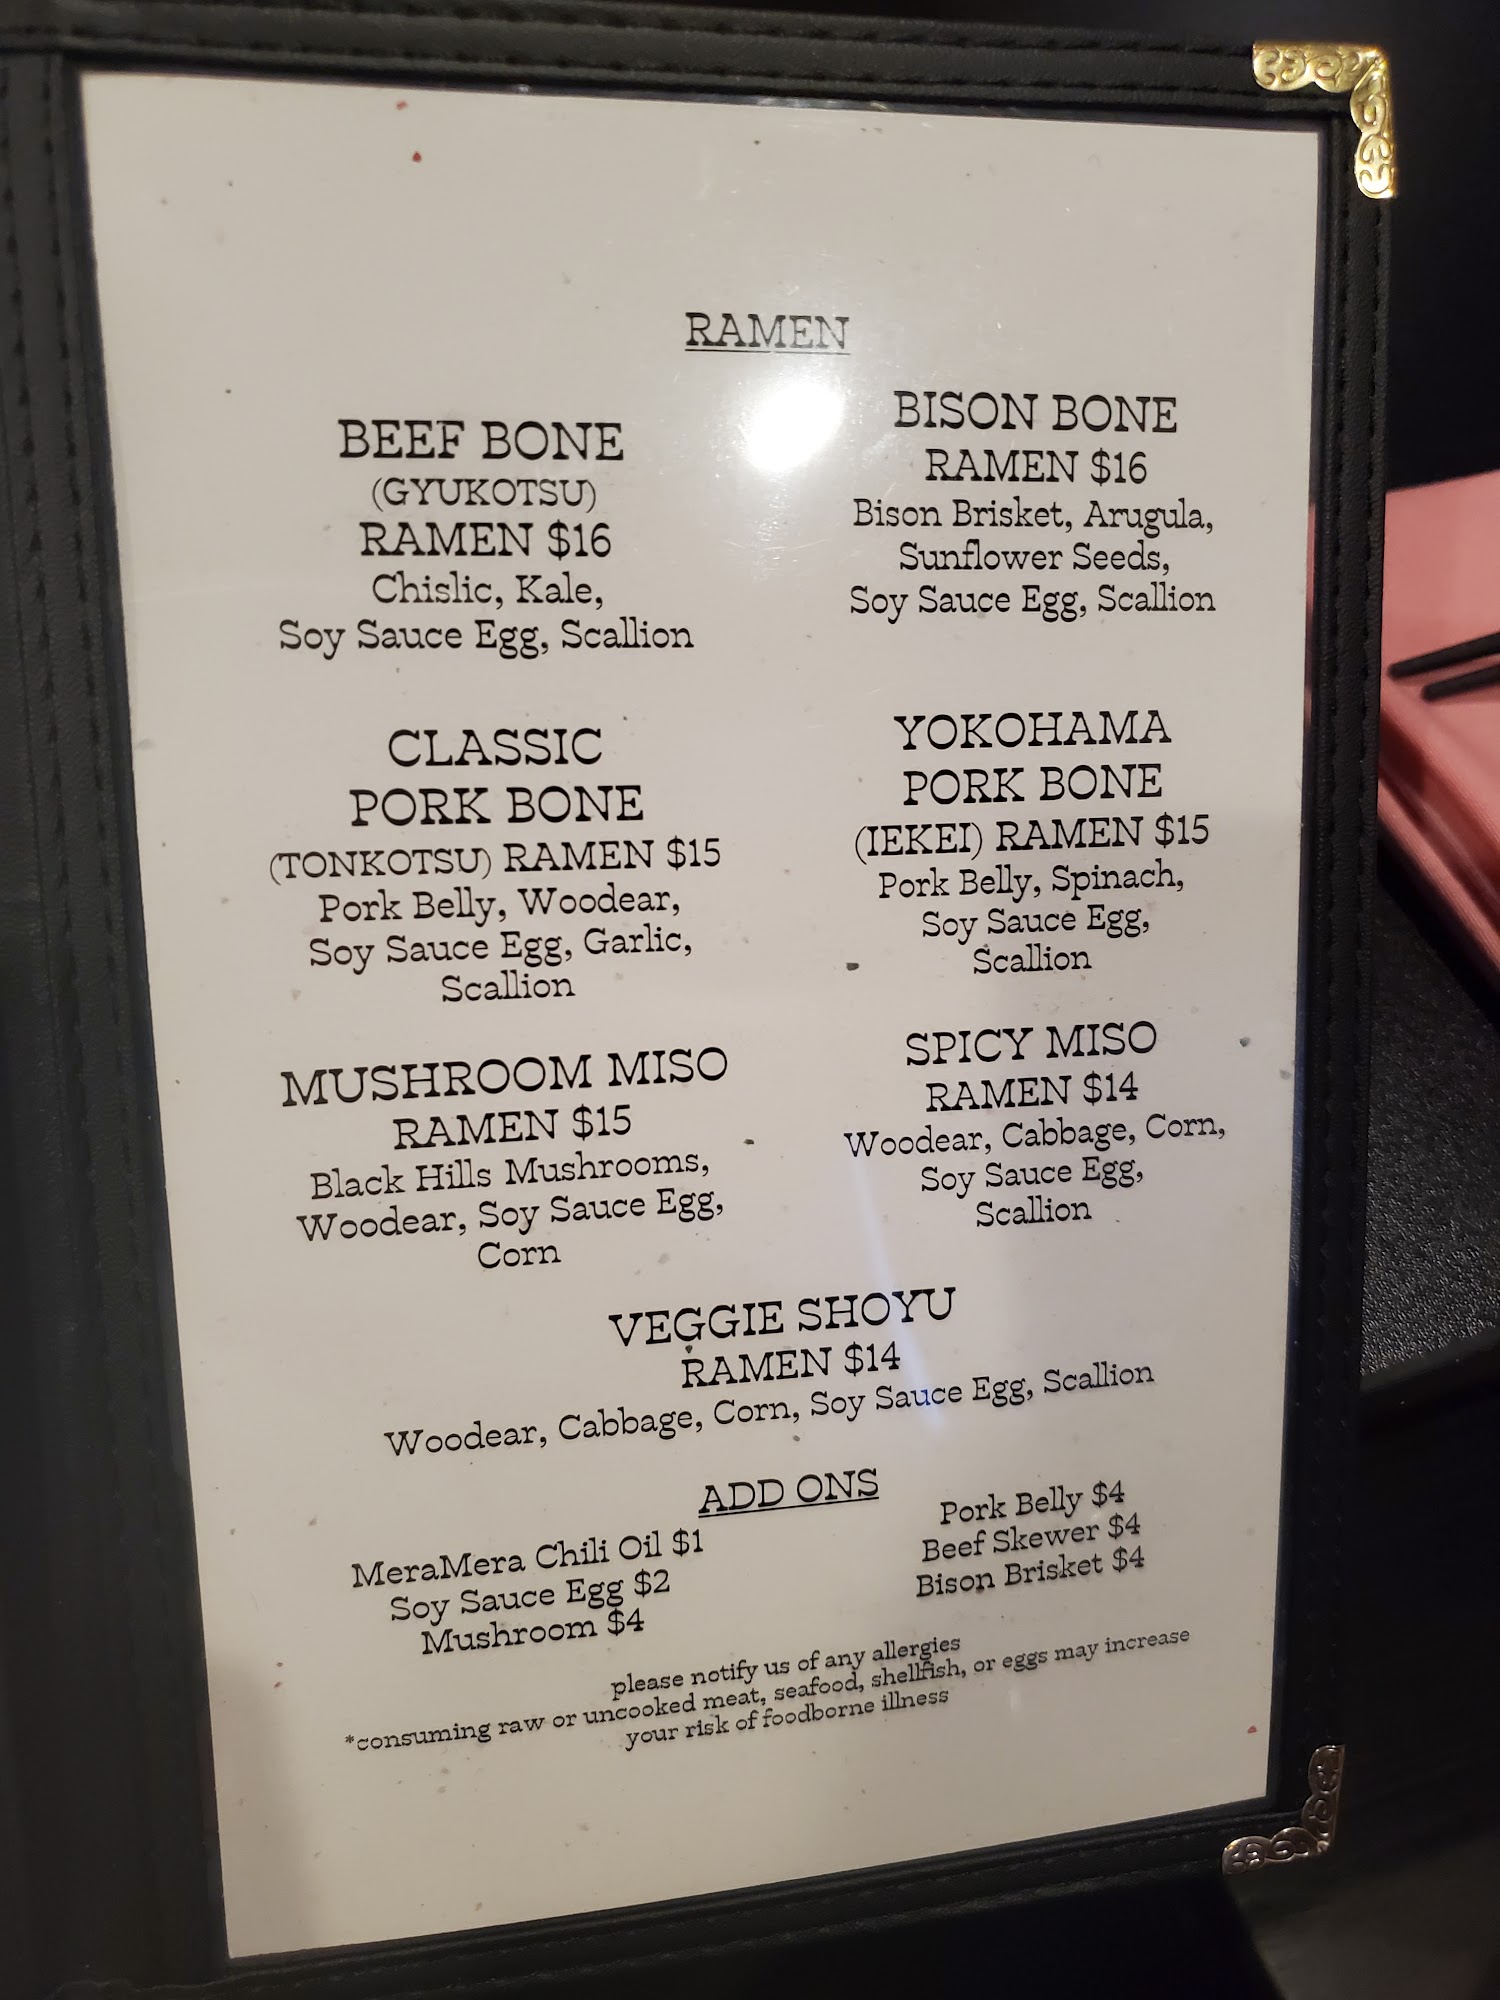 RAMEN
BEEF BONE
(GYUKOTSU)
RAMEN $16
Chislic, Kale,
Soy Sauce Egg, Scallion
BISON BONE
RAMEN $16
Bison Brisket, Arugula,
Sunflower Seeds,
Soy Sauce Egg, Scallion
CLASSIC
PORK BONE
(TONKOTSU) RAMEN $15
Pork Belly, Woodear,
Soy Sauce Egg, Garlic,
Scallion
YOKOHAMA
PORK BONE
(IEKEI) RAMEN $15
Pork Belly, Spinach,
Soy Sauce Egg,
Scallion
MUSHROOM MISO
RAMEN $15
Black Hills Mushrooms,
Woodear, Soy Sauce Egg,
Corn
SPICY MISO
RAMEN $14
Woodear, Cabbage, Corn,
Soy Sauce Egg,
Scallion
VEGGIE SHOYU
RAMEN $14
Woodear, Cabbage, Corn, Soy Sauce Egg, Scallion
ADD ONS
MeraMera Chili Oil $1
Soy Sauce Egg $2
Mushroom $4
Pork Belly $4
Beef Skewer $4
Bison Brisket $4
please notify us of any allergies
*consuming raw or uncooked meat, seafood, shellfish, or eggs may increase
your risk of foodborne illness